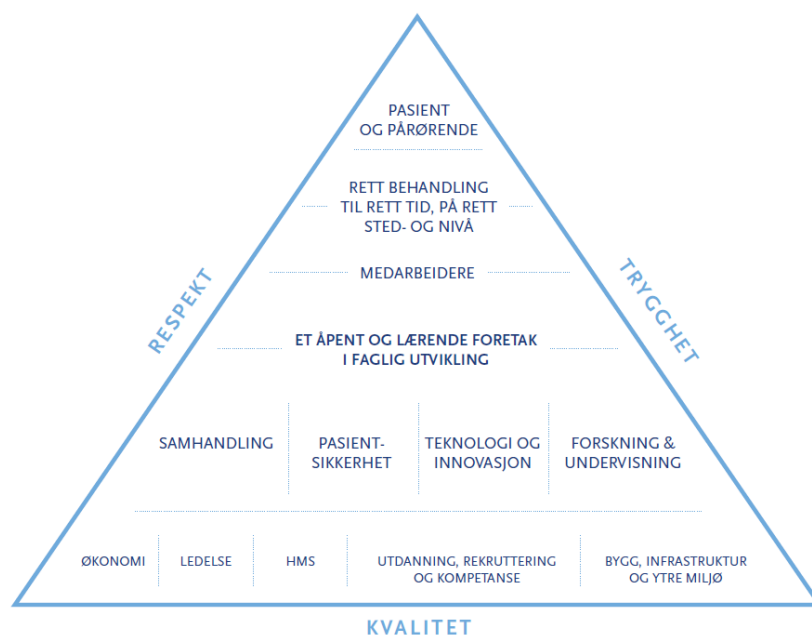 PASIENT
OG PÅRØRENDE
RETT BEHANDLING
TIL RETT TID, PÅ RETT
STED- OG NIVÅ
MEDARBEIDERE
RESPEKT
TRYGGHET
ET ÅPENT OG LÆRENDE FORETAK
I FAGLIG UTVIKLING
SAMHANDLING
PASIENT-
SIKKERHET
TEKNOLOGI OG
INNOVASJON
FORSKNING &
UNDERVISNING
ØKONOMI
LEDELSE
HMS
UTDANNING, REKRUTTERING
OG KOMPETANSE
BYGG, INFRASTRUKTUR
OG YTRE MILJØ
KVALITET